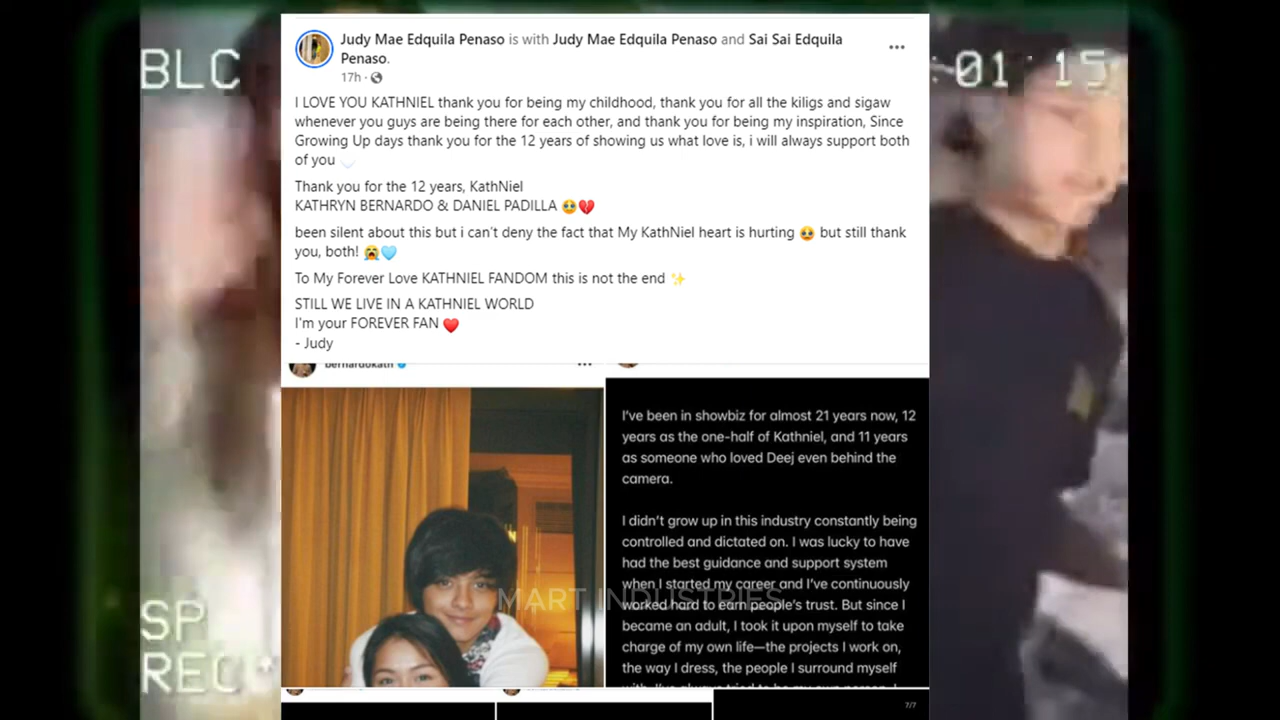 BLC
01 15
Judy Mae Edquila Penaso is with Judy Mae Edquila Penaso and Sai Sai Edquila
Penaso.
17h ·
I LOVE YOU KATHNIEL thank you for being my childhood, thank you for all the kiligs and sigaw
whenever you guys are being there for each other, and thank you for being my inspiration, Since
Growing Up days thank you for the 12 years of showing us what love is, i will always support both
of you
Thank you for the 12 years, KathNiel
KATHRYN BERNARDO & DANIEL PADILLA 🥹💔
been silent about this but i can't deny the fact that My KathNiel heart is hurting 🥹 but still thank
you, both! 😭🩵
To My Forever Love KATHNIEL FANDOM this is not the end ✨
STILL WE LIVE IN A KATHNIEL WORLD
I'm your FOREVER FAN ❤️
- Judy
bernardokath
I've been in showbiz for almost 21 years now, 12
years as the one-half of Kathniel, and 11 years
as someone who loved Deej even behind the
camera.
I didn't grow up in this industry constantly being
controlled and dictated on. I was lucky to have
had the best guidance and support system
when I started my career and I've continuously
worked hard to earn people's trust. But since I
became an adult, I took it upon myself to take
charge of my own life—the projects I work on,
the way I dress, the people I surround myself
MART INDUSTRIES
SP
REC
7/7